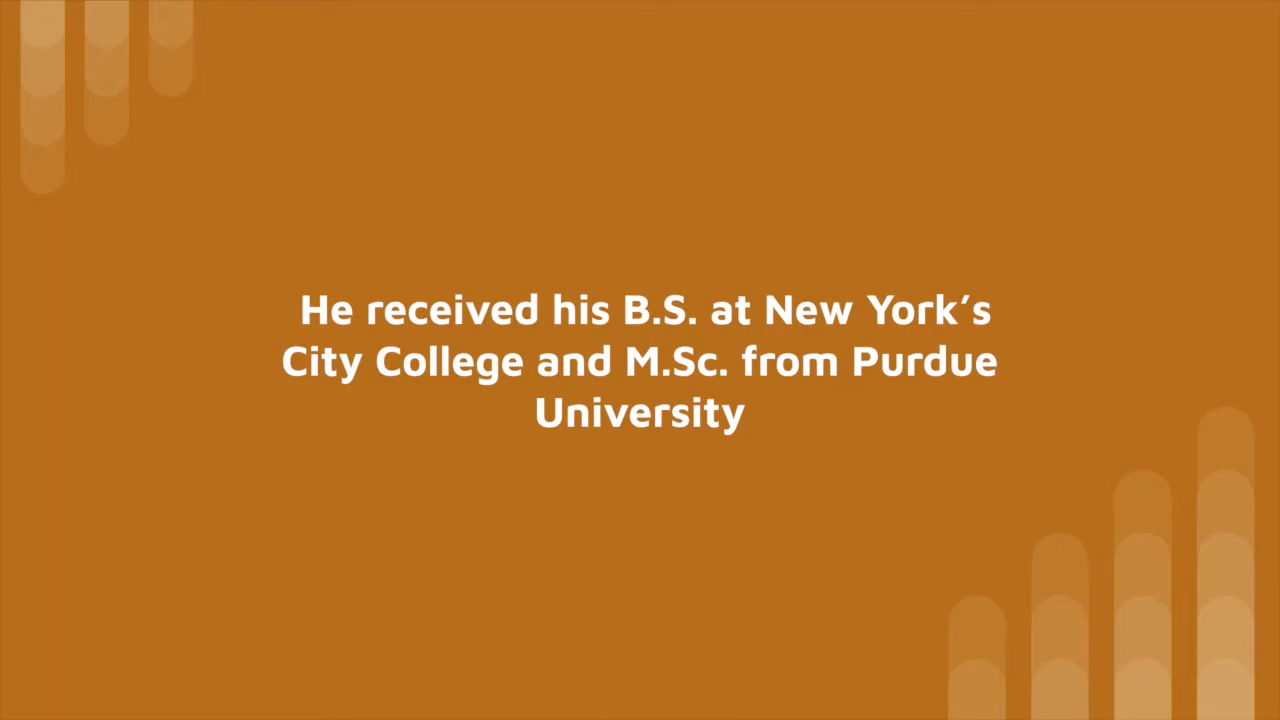 He received his B.S. at New York’s
City College and M.Sc. from Purdue
University